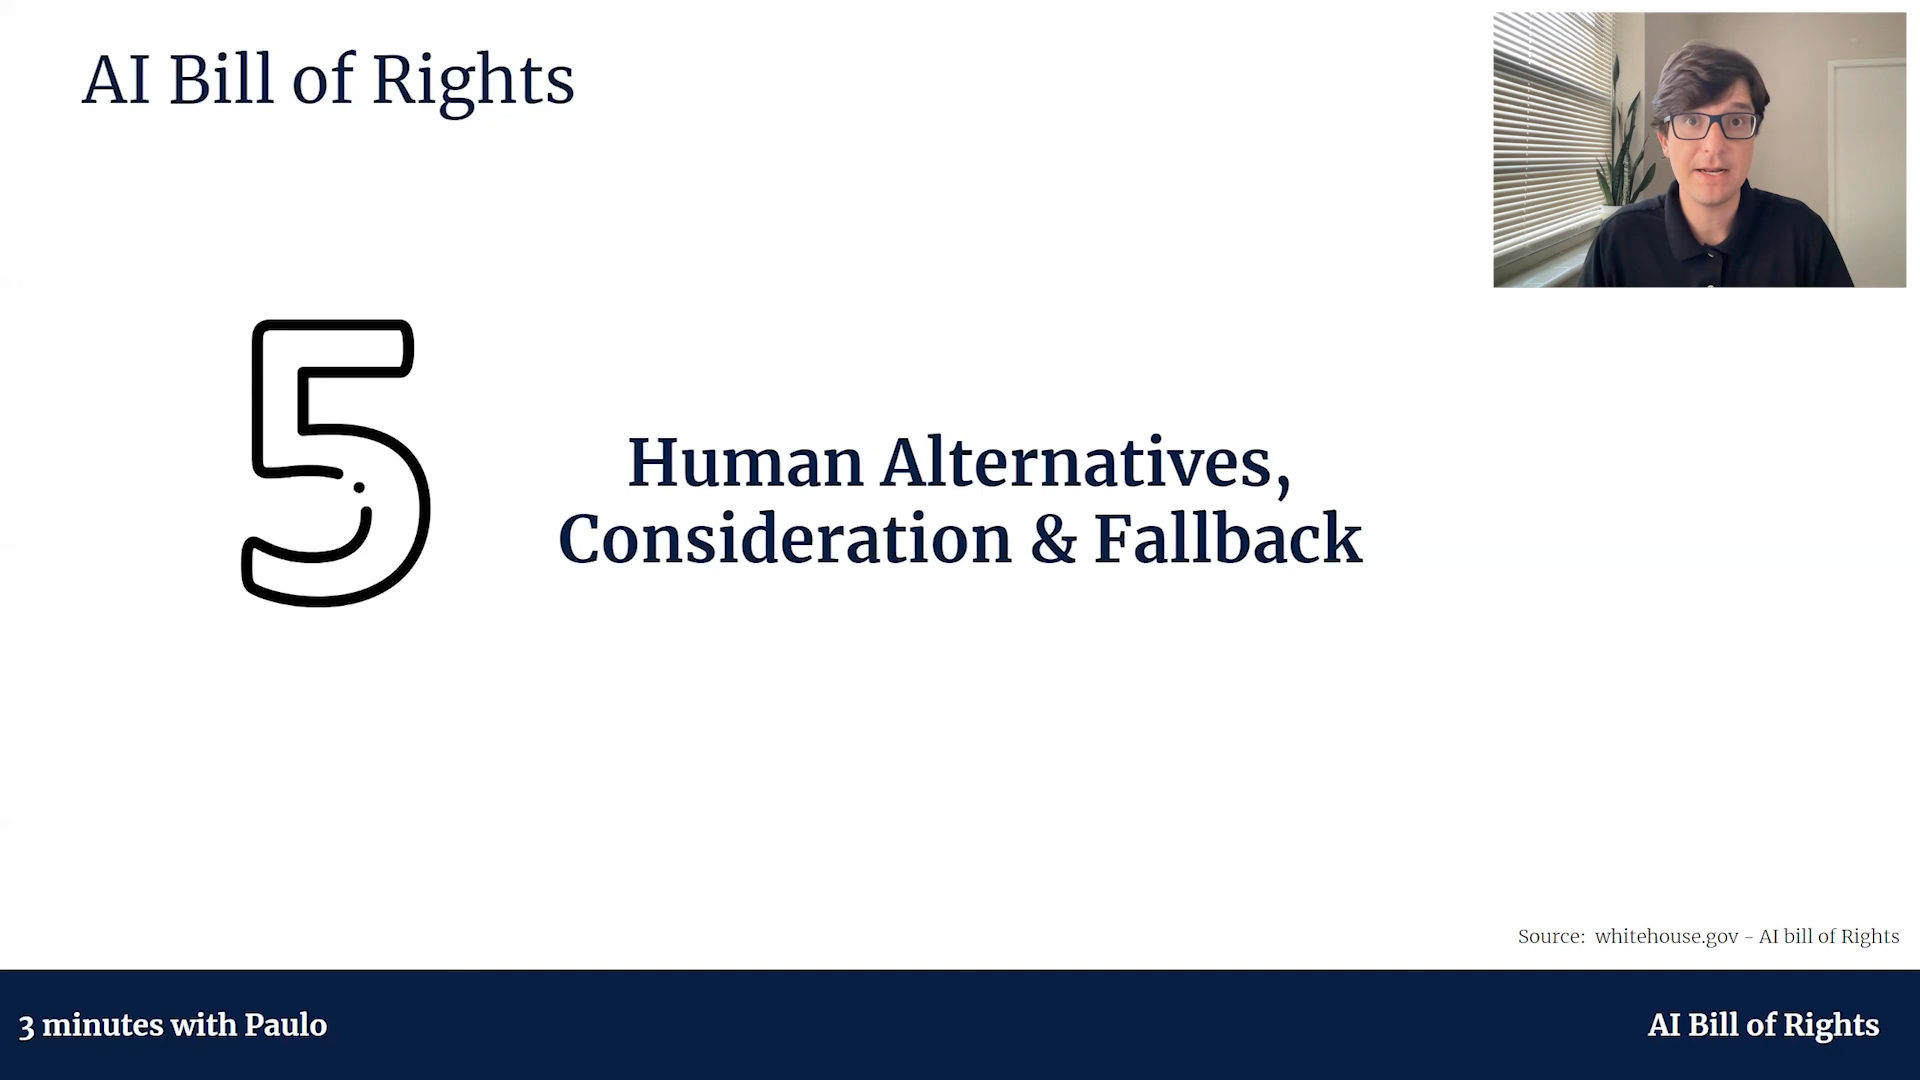 AI Bill of Rights
5
Human Alternatives,
Consideration & Fallback
Source: whitehouse.gov - AI bill of Rights
3 minutes with Paulo
AI Bill of Rights